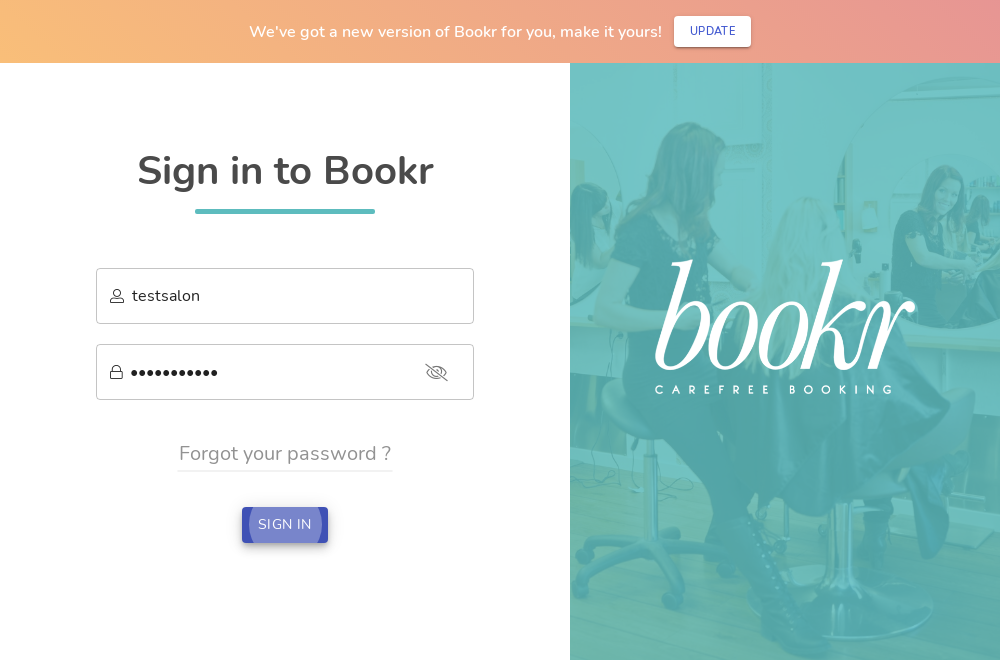 We've got a new version of Bookr for you, make it yours!
UPDATE
Sign in to Bookr
testsalon
•••••••••••
Forgot your password ?
SIGN IN
bookr
CAREFREE BOOKING